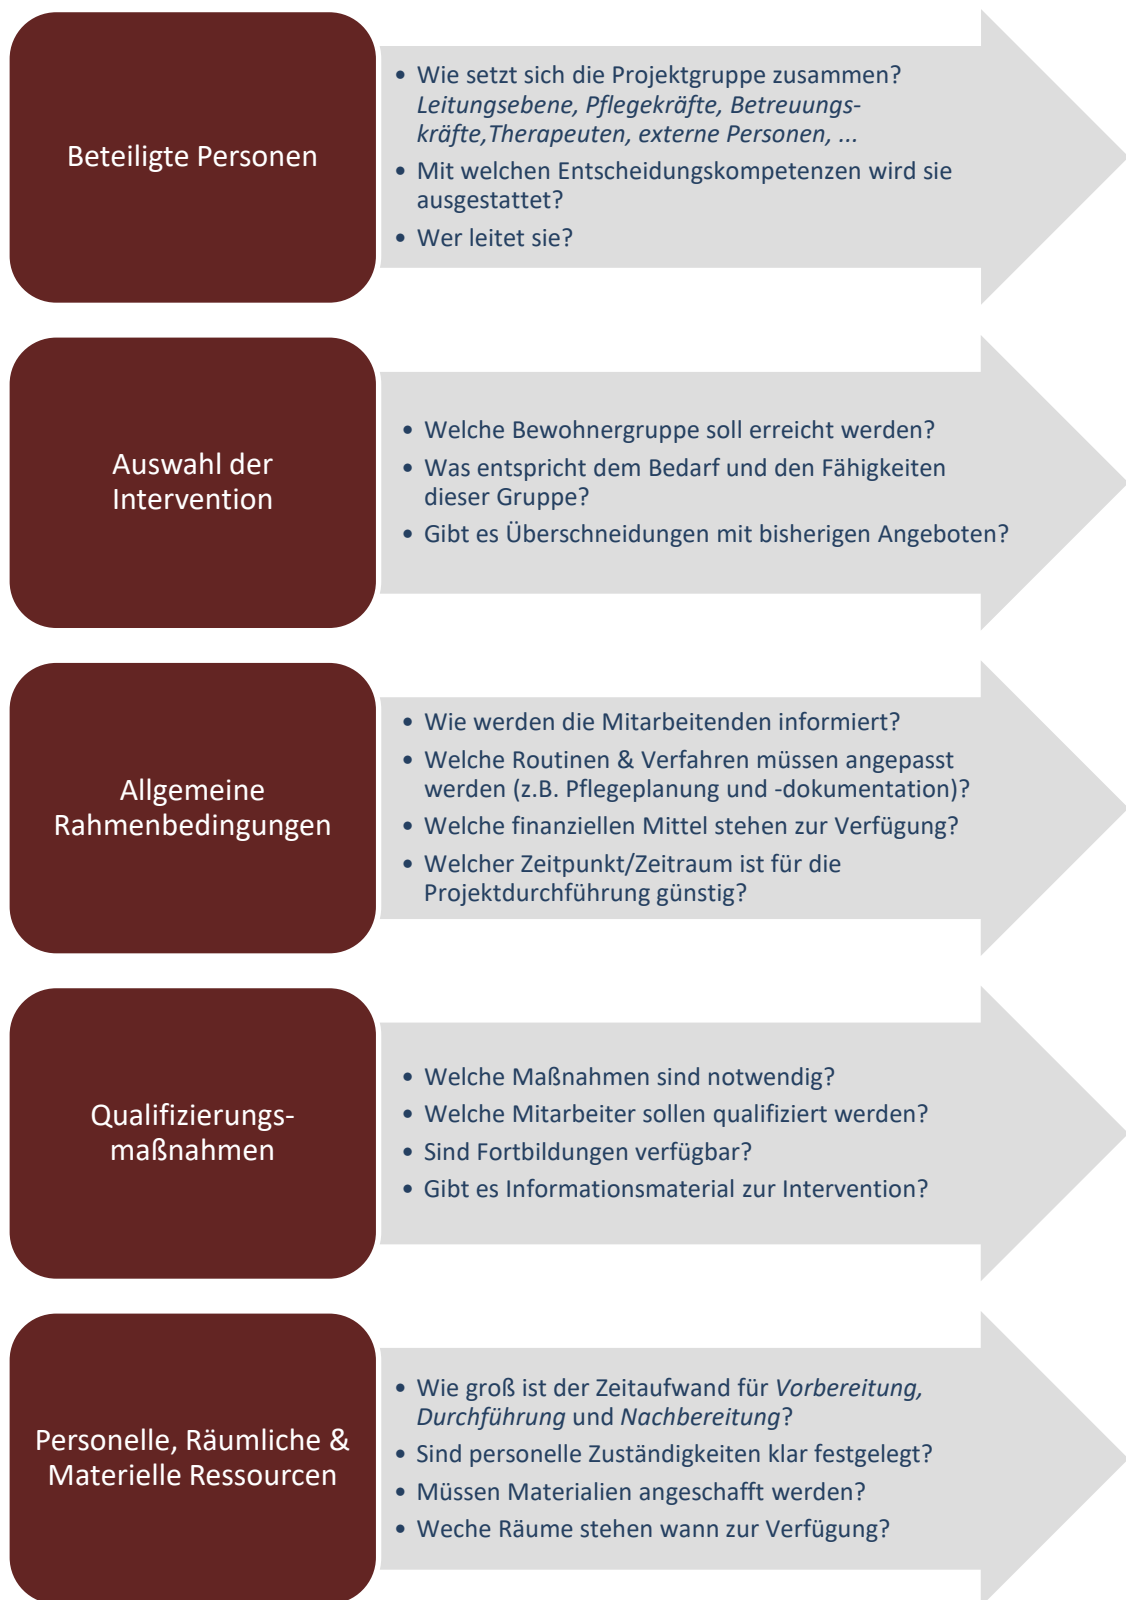 Beteiligte Personen
• Wie setzt sich die Projektgruppe zusammen?
Leitungsebene, Pflegekräfte, Betreuungs-
kräfte,Therapeuten, externe Personen, ...
• Mit welchen Entscheidungskompetenzen wird sie
ausgestattet?
• Wer leitet sie?
Auswahl der
Intervention
• Welche Bewohnergruppe soll erreicht werden?
• Was entspricht dem Bedarf und den Fähigkeiten
dieser Gruppe?
• Gibt es Überschneidungen mit bisherigen Angeboten?
Allgemeine
Rahmenbedingungen
• Wie werden die Mitarbeitenden informiert?
• Welche Routinen & Verfahren müssen angepasst
werden (z.B. Pflegeplanung und -dokumentation)?
• Welche finanziellen Mittel stehen zur Verfügung?
• Welcher Zeitpunkt/Zeitraum ist für die
Projektdurchführung günstig?
Qualifizierungs-
maßnahmen
• Welche Maßnahmen sind notwendig?
• Welche Mitarbeiter sollen qualifiziert werden?
• Sind Fortbildungen verfügbar?
• Gibt es Informationsmaterial zur Intervention?
Personelle, Räumliche &
Materielle Ressourcen
• Wie groß ist der Zeitaufwand für Vorbereitung,
Durchführung und Nachbereitung?
• Sind personelle Zuständigkeiten klar festgelegt?
• Müssen Materialien angeschafft werden?
• Weche Räume stehen wann zur Verfügung?